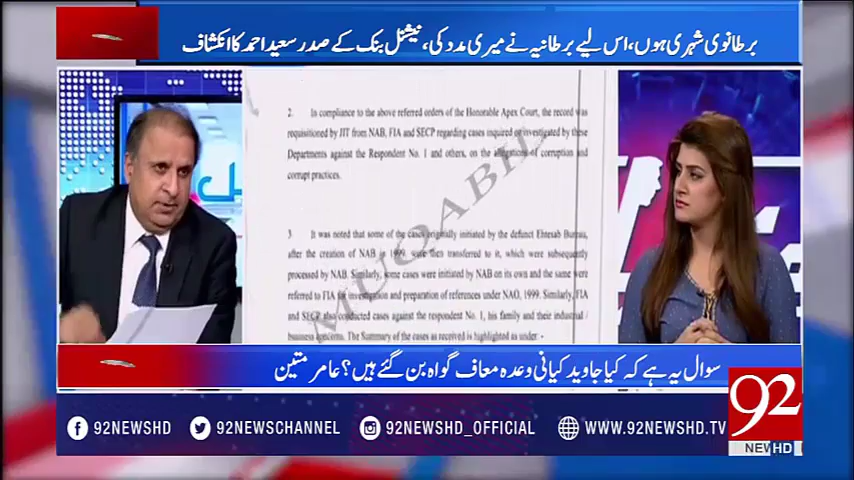 برطانوی شہری ہوں، اس لیے برطانیہ نے میری مدد کی، نیشنل بنک کے صدر سعید احمد کا انکشاف
2. In compliance to the above referred orders of the Honorable Apex Court, the record was
requisitioned by JIT from NAB, FIA and SECP regarding cases inquired or investigated by these
Departments against the Respondent No. 1 and others, on the allegations of corruption and
corrupt practices.
3 It was noted that some of the cases originally initiated by the defunct Ehtesab Bureau,
after the creation of NAB in 1999, were then transferred to it, which were subsequently
processed by NAB. Similarly, some cases were initiated by NAB on its own and the same were
referred to FIA for investigation and preparation of references under NAO, 1999. Similarly, FIA
and SECP also conducted cases against the respondent No. 1, his family and their industrial /
business concerns. The Summary of the cases as received is highlighted as under: -
MUQABIL
سوال یہ ہے کہ کیا جاوید کیانی وعدہ معاف گواہ بن گئے ہیں؟ عامر متین
92NEWSHD 92NEWSCHANNEL 92NEWSHD_OFFICIAL WWW.92NEWSHD.TV
92
NEWS HD